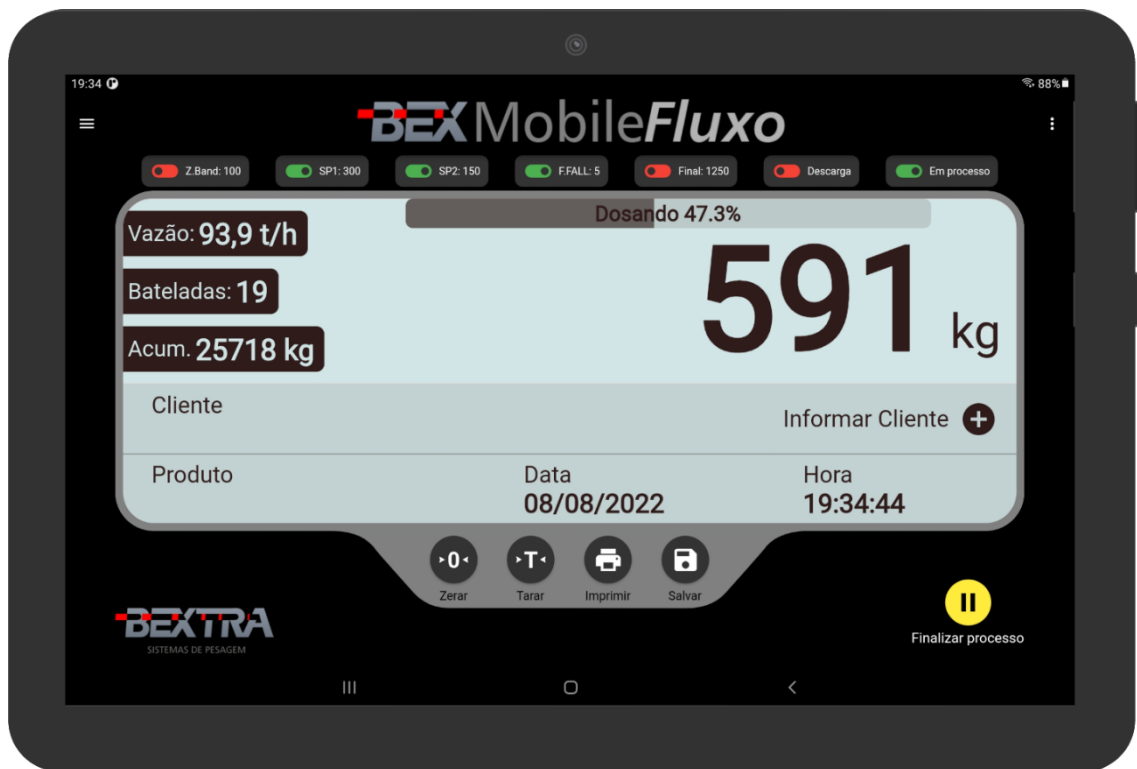 19:34
88%
BEX MobileFluxo
Z.Band: 100
SP1: 300
SP2: 150
F.FALL: 5
Final: 1250
Descarga
Em processo
Dosando 47.3%
Vazão: 93,9 t/h
Bateladas: 19
Acum. 25718 kg
591 kg
Cliente
Informar Cliente +
Produto
Data
08/08/2022
Hora
19:34:44
0
T
Zerar
Tarar
Imprimir
Salvar
BEXTRA
SISTEMAS DE PESAGEM
Finalizar processo